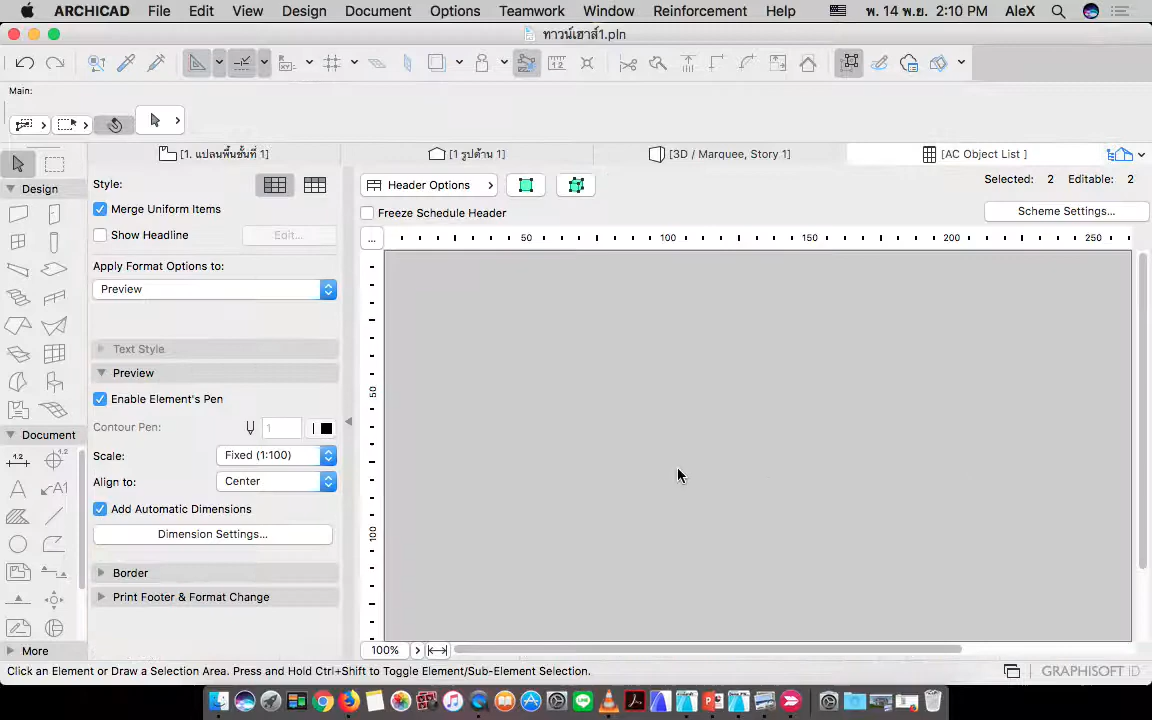 ARCHICAD File Edit View Design Document Options Teamwork Window Reinforcement Help พ. 14 พ.ย. 2:10 PM AleX
ทาวน์เฮาส์1.pln
Main:
[1. แปลนพื้นชั้นที่ 1] [1 รูปด้าน 1] [3D / Marquee, Story 1] [AC Object List ]
Design
Document
More
Style:
Merge Uniform Items
Show Headline Edit...
Apply Format Options to:
Preview
Text Style
Preview
Enable Element's Pen
Contour Pen: 1
Scale: Fixed (1:100)
Align to: Center
Add Automatic Dimensions
Dimension Settings...
Border
Print Footer & Format Change
Header Options
Selected: 2 Editable: 2
Freeze Schedule Header
Scheme Settings...
... 50 100 150 200 250
50
100
100%
Click an Element or Draw a Selection Area. Press and Hold Ctrl+Shift to Toggle Element/Sub-Element Selection.
GRAPHISOFT ID